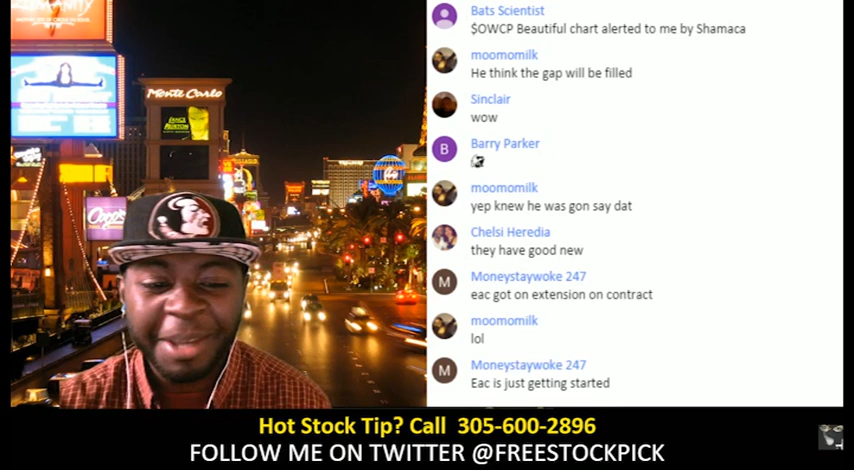 Monte Carlo
Bats Scientist
$OWCP Beautiful chart alerted to me by Shamaca
moomomilk
He think the gap will be filled
Sinclair
wow
B
Barry Parker
moomomilk
yep knew he was gon say dat
Chelsi Heredia
they have good new
M
Moneystaywoke 247
eac got on extension on contract
moomomilk
lol
M
Moneystaywoke 247
Eac is just getting started
Hot Stock Tip? Call 305-600-2896
FOLLOW ME ON TWITTER @FREESTOCKPICK